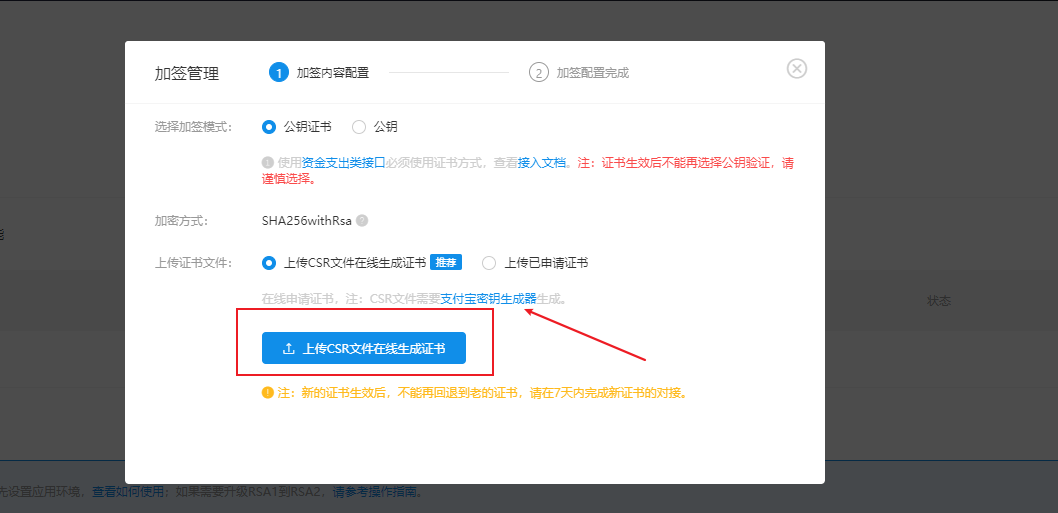 加签管理 1 加签内容配置 2 加签配置完成
选择加签模式： 公钥证书 公钥
使用资金支出类接口必须使用证书方式，查看接入文档。注：证书生效后不能再选择公钥验证，请
谨慎选择。
能
加密方式： SHA256withRsa ?
上传证书文件： 上传CSR文件在线生成证书 推荐 上传已申请证书
在线申请证书，注：CSR文件需要支付宝密钥生成器生成。
状态
上传CSR文件在线生成证书
注：新的证书生效后，不能再回退到老的证书，请在7天内完成新证书的对接。
先设置应用环境，查看如何使用；如果需要升级RSA1到RSA2，请参考操作指南。